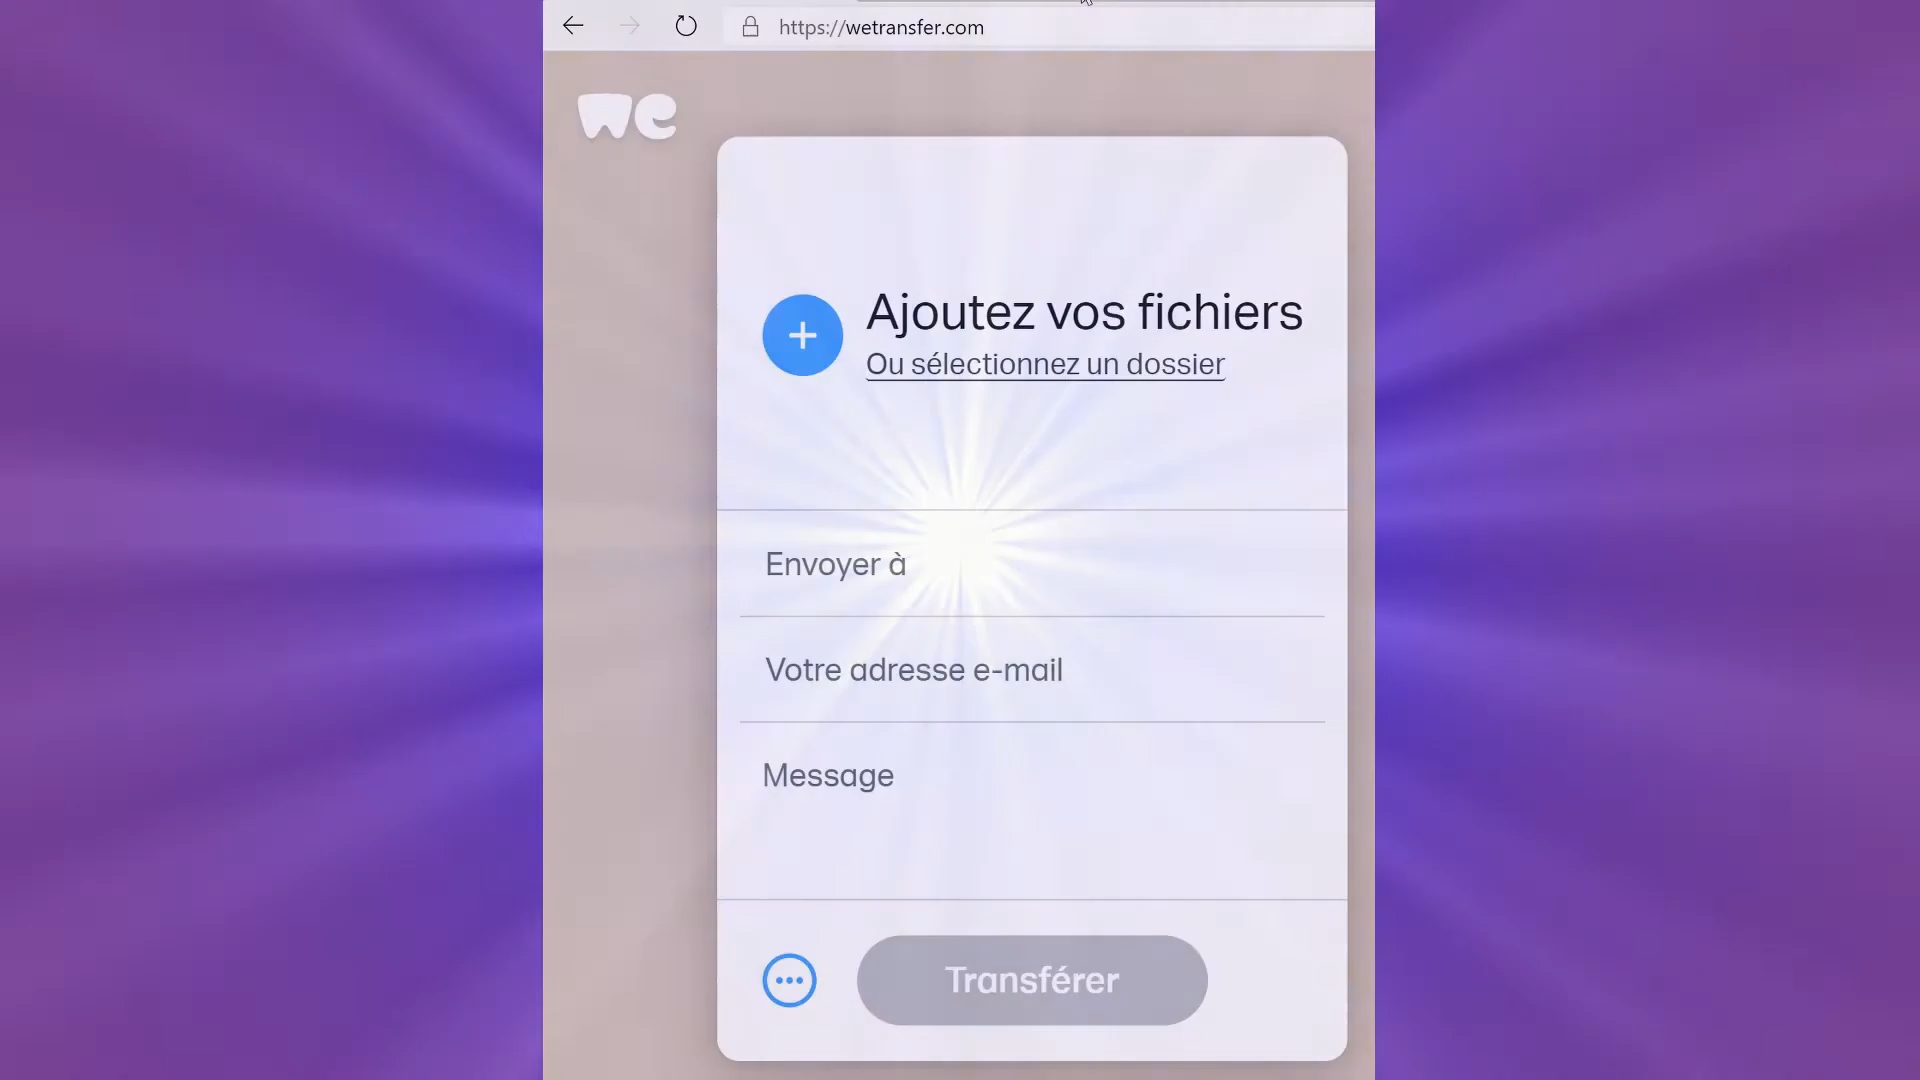 https://wetransfer.com
we
Ajoutez vos fichiers
Ou sélectionnez un dossier
Envoyer à
Votre adresse e-mail
Message
Transférer